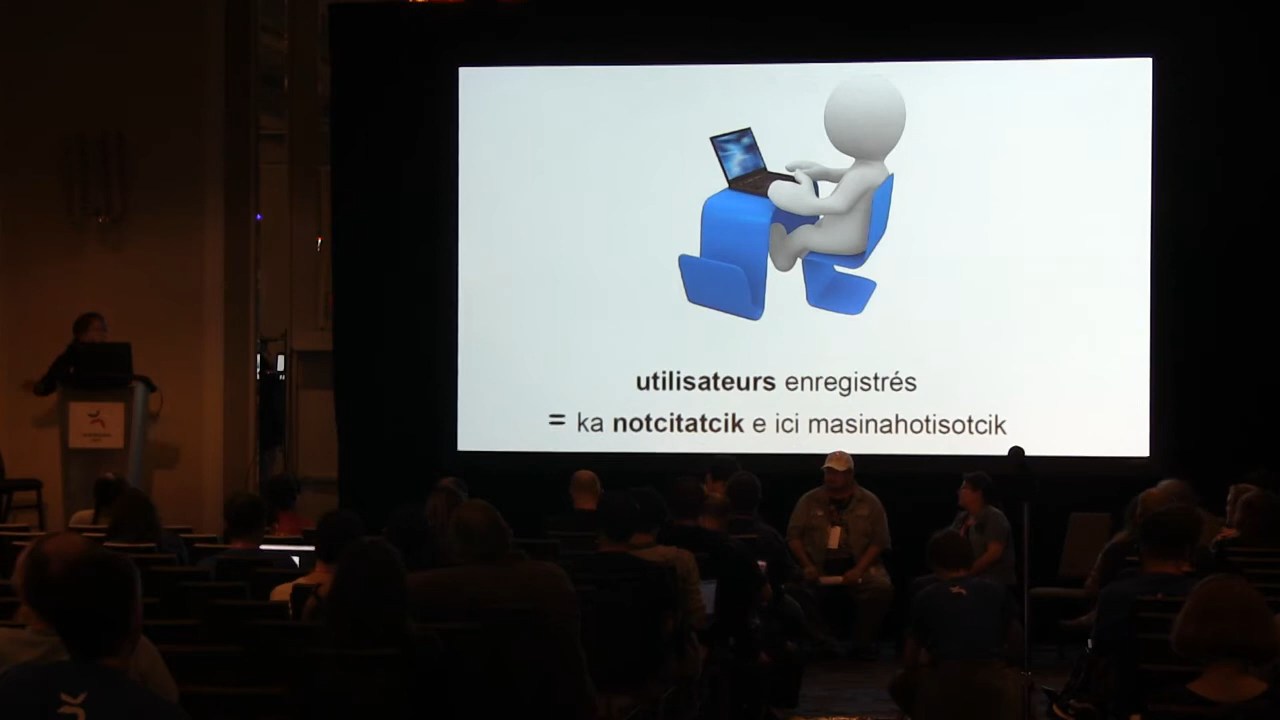 utilisateurs enregistrés
= ka notcitatcik e ici masinahotisotcik